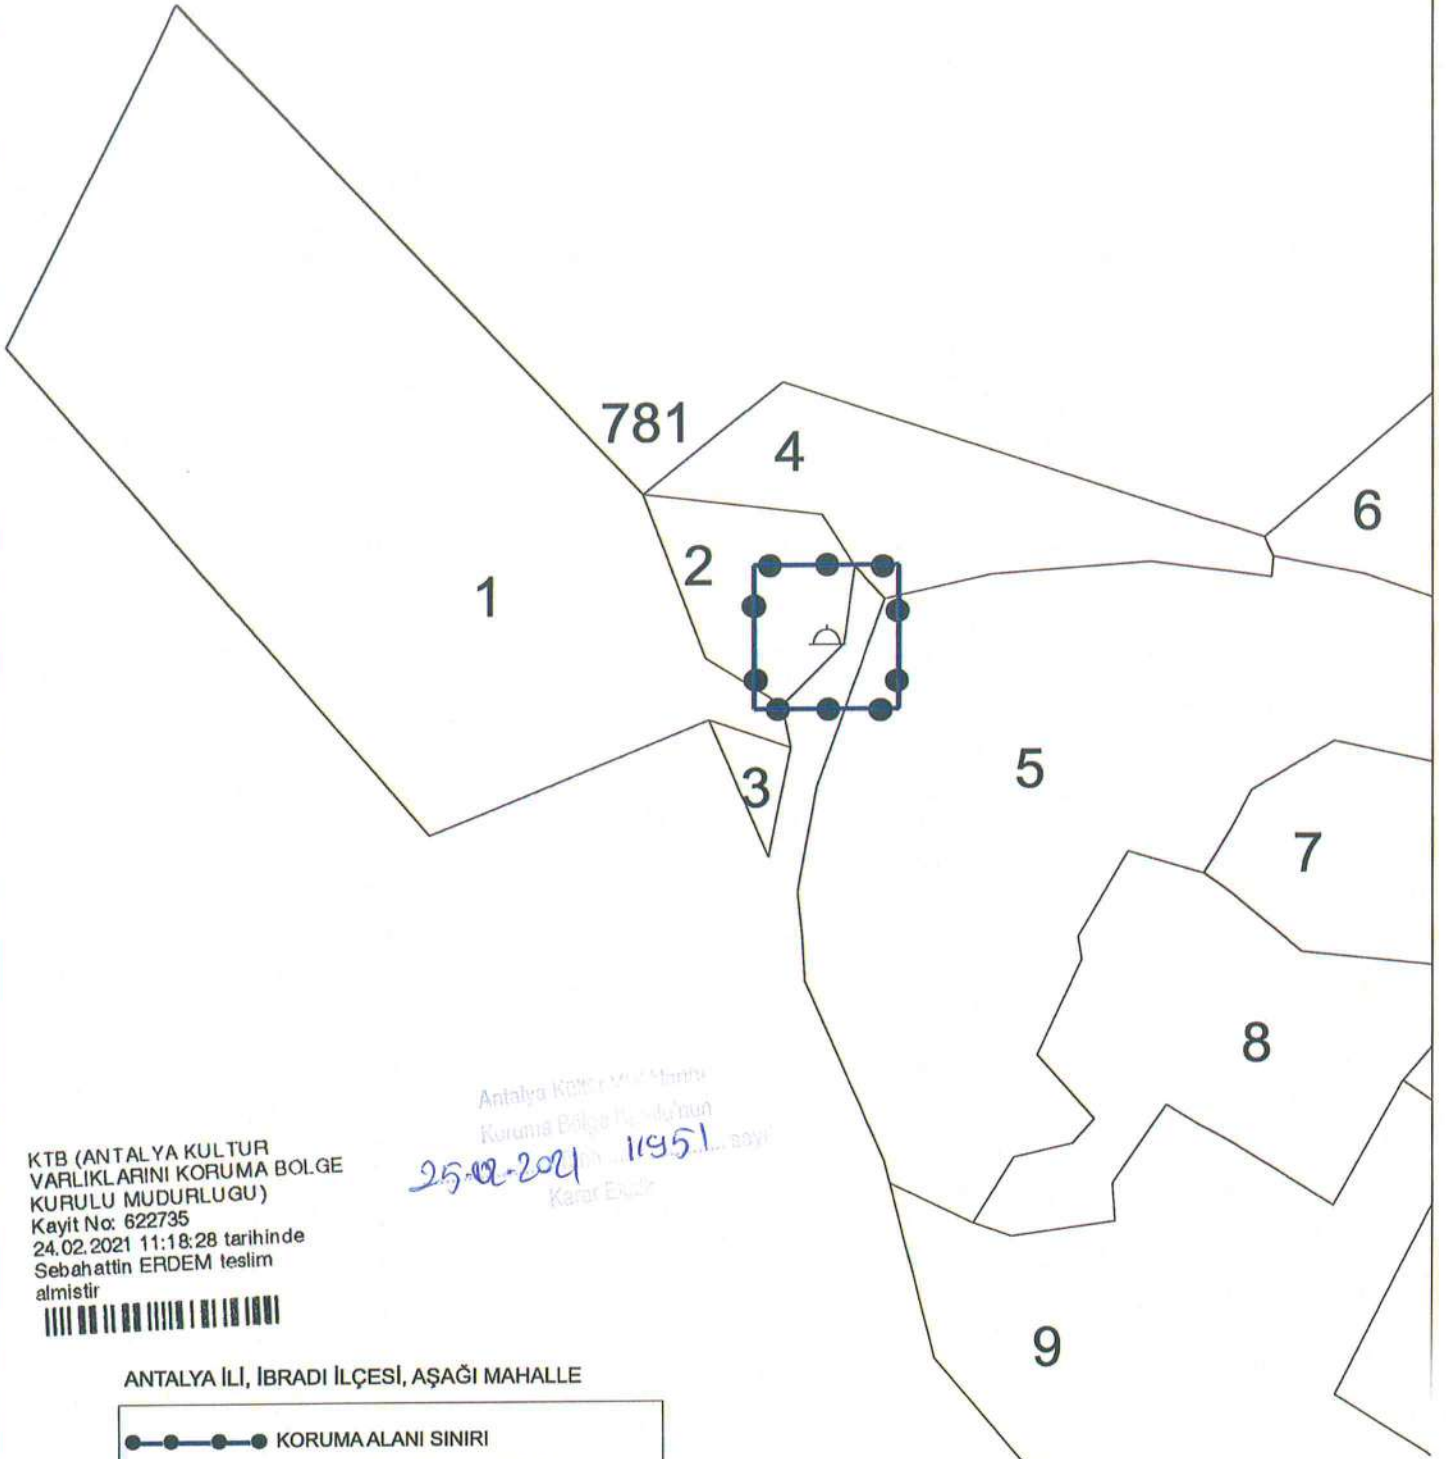 781
4
6
2
1
5
3
7
8
Antalya
Koruma Bölge
25-02-2021 11951 sayı
Karar
KTB (ANTALYA KULTUR
VARLIKLARINI KORUMA BOLGE
KURULU MUDURLUGU)
Kayit No: 622735
24.02.2021 11:18:28 tarihinde
Sebahattin ERDEM teslim
almistir
9
ANTALYA İLİ, İBRADI İLÇESİ, AŞAĞI MAHALLE
KORUMA ALANI SINIRI